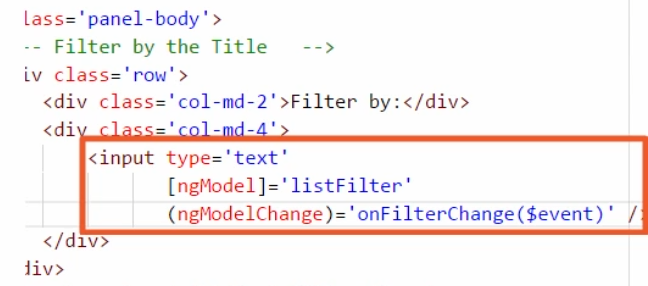 lass='panel-body'>
-- Filter by the Title -->
iv class='row'>
<div class='col-md-2'>Filter by:</div>
<div class='col-md-4'>
<input type='text'
[ngModel]='listFilter'
(ngModelChange)='onFilterChange($event)' />
</div>
div>